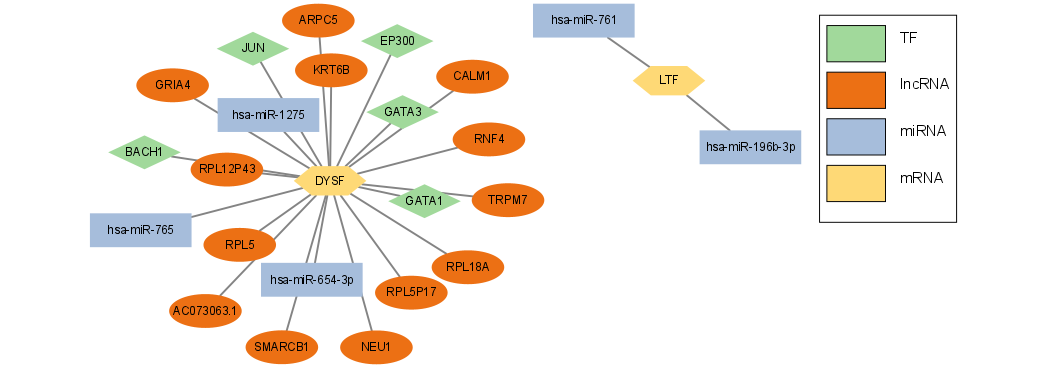 ARPC5
hsa-miR-761
JUN
EP300
TF
KRT6B
CALM1
LTF
GRIA4
lncRNA
hsa-miR-1275
GATA3
miRNA
RNF4
hsa-miR-196b-3p
BACH1
RPL12P43
DYSF
mRNA
GATA1
TRPM7
hsa-miR-765
RPL5
RPL18A
hsa-miR-654-3p
RPL5P17
AC073063.1
SMARCB1
NEU1